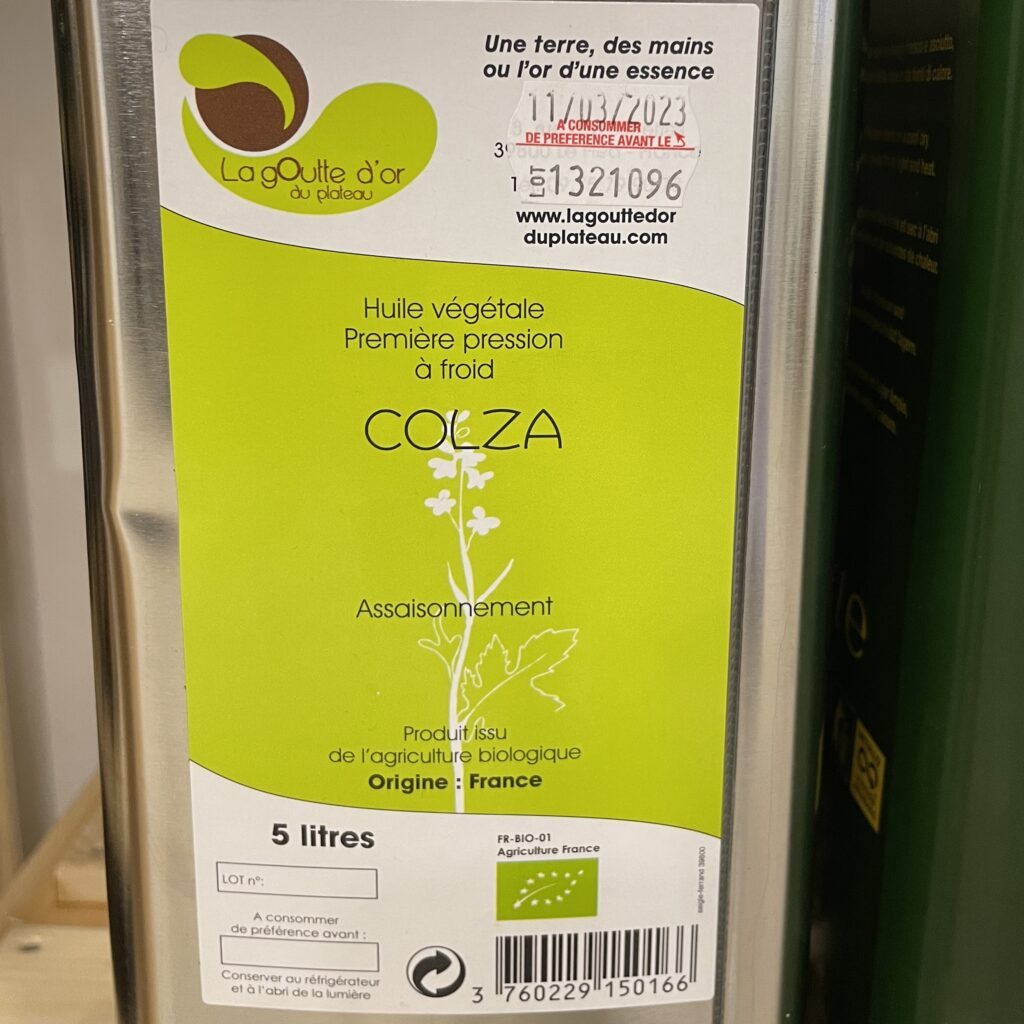 Une terre, des mains
ou l'or d'une essence
La gOutte d'or
du plateau
11/03/2023
A CONSOMMER
DE PREFERENCE AVANT LE
LOT 1321096
www.lagouttedor
duplateau.com
Huile végétale
Première pression
à froid
COLZA
Assaisonnement
Produit issu
de l'agriculture biologique
Origine : France
5 litres
LOT n°:
A consommer
de préférence avant :
Conserver au réfrigérateur
et à l'abri de la lumière
FR-BIO-01
Agriculture France
3 760229 150166
e